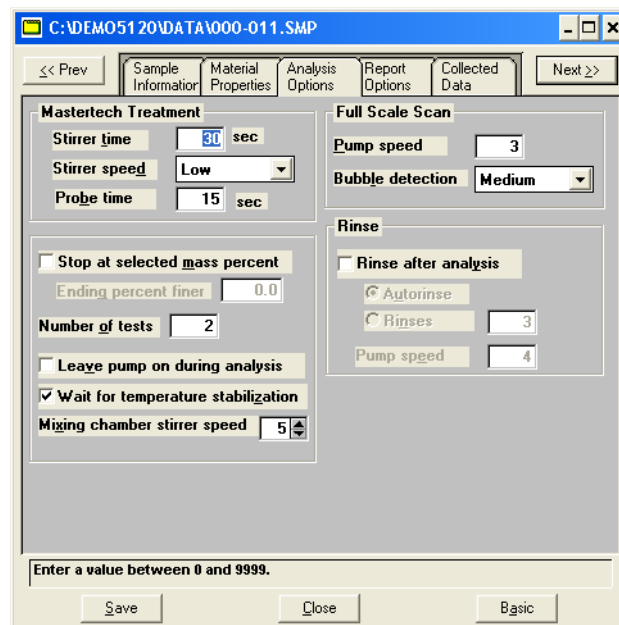 C:\DEMO5120\DATA\000-011.SMP
<< Prev
Sample Information
Material Properties
Analysis Options
Report Options
Collected Data
Next >>
Mastertech Treatment
Stirrer time 30 sec
Stirrer speed Low
Probe time 15 sec
Full Scale Scan
Pump speed 3
Bubble detection Medium
Stop at selected mass percent
Ending percent finer 0.0
Number of tests 2
Leave pump on during analysis
Wait for temperature stabilization
Mixing chamber stirrer speed 5
Rinse
Rinse after analysis
Autorinse
Rinses 3
Pump speed 4
Enter a value between 0 and 9999.
Save Close Basic